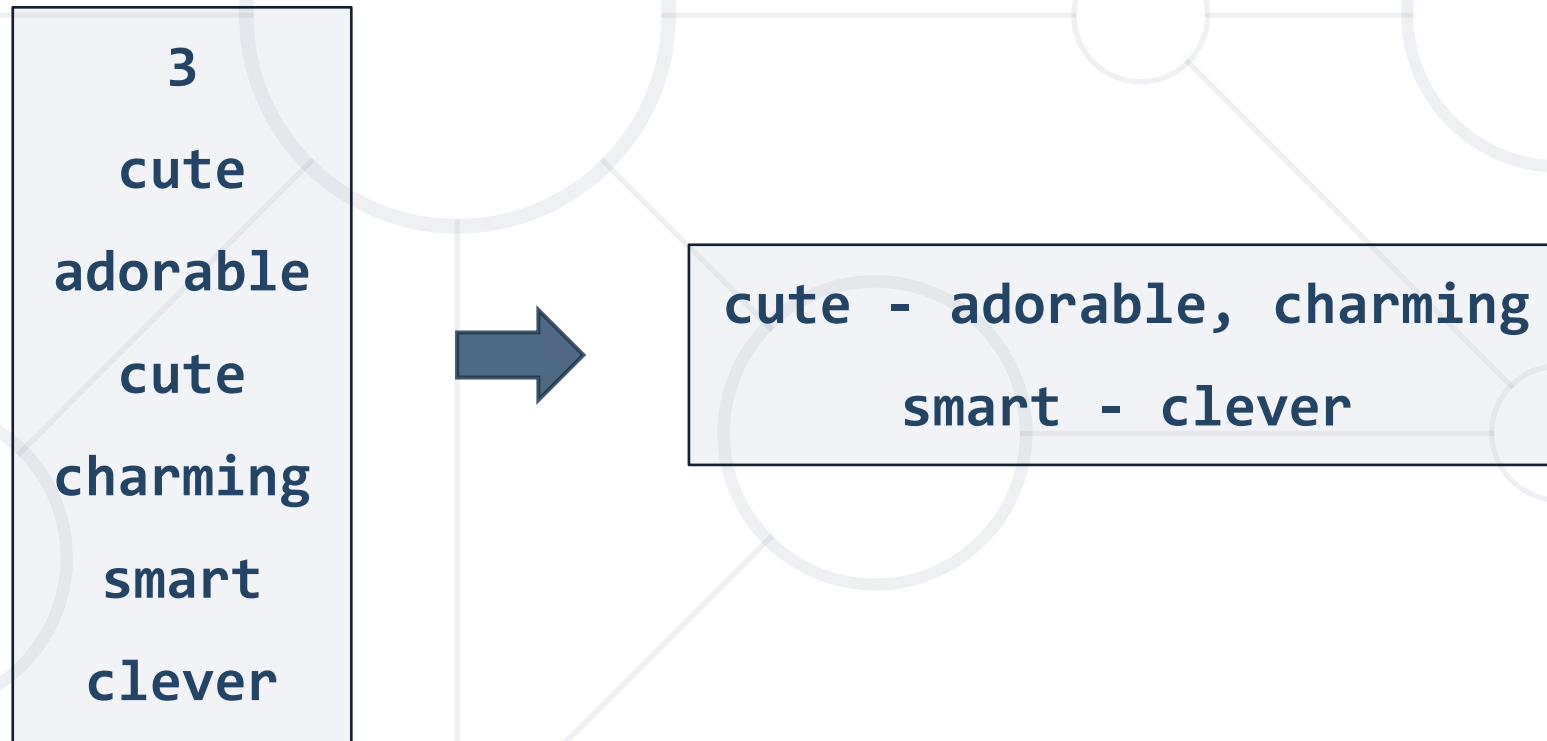 3
cute
adorable
cute
charming
smart
clever
cute - adorable, charming
smart - clever